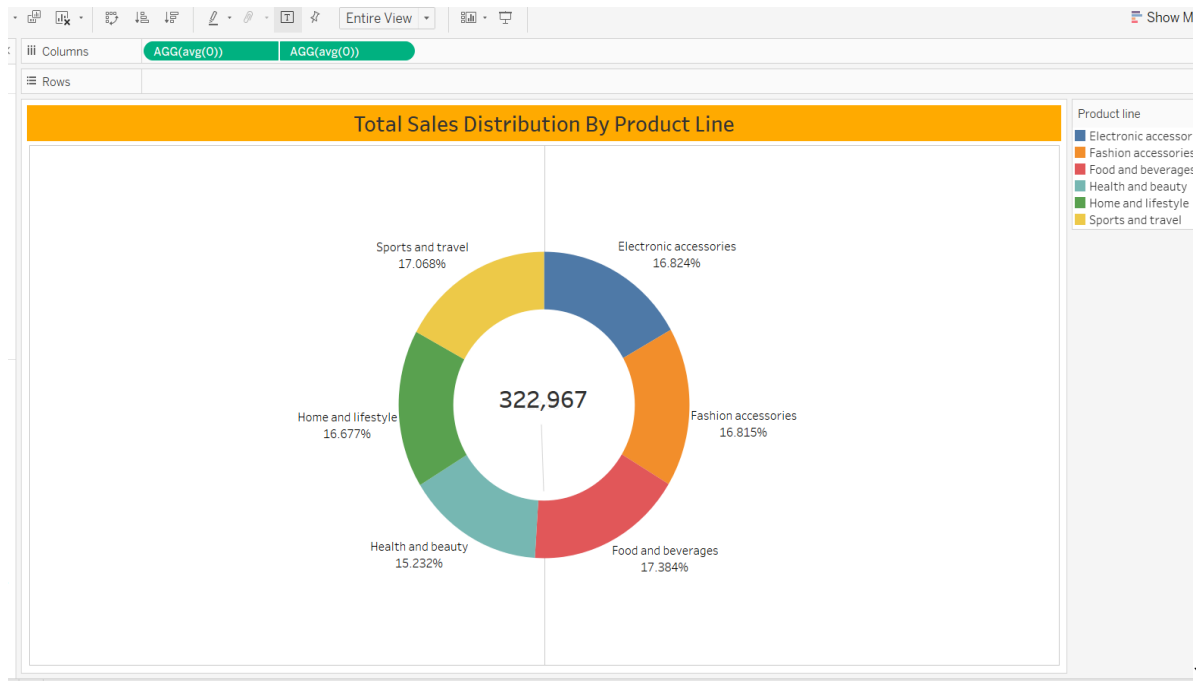 Entire View
Show M
Columns
AGG(avg(0))
AGG(avg(0))
Rows
Total Sales Distribution By Product Line
Sports and travel
17.068%
Electronic accessories
16.824%
322,967
Home and lifestyle
16.677%
Fashion accessories
16.815%
Health and beauty
15.232%
Food and beverages
17.384%
Product line
Electronic accessor
Fashion accessories
Food and beverages
Health and beauty
Home and lifestyle
Sports and travel